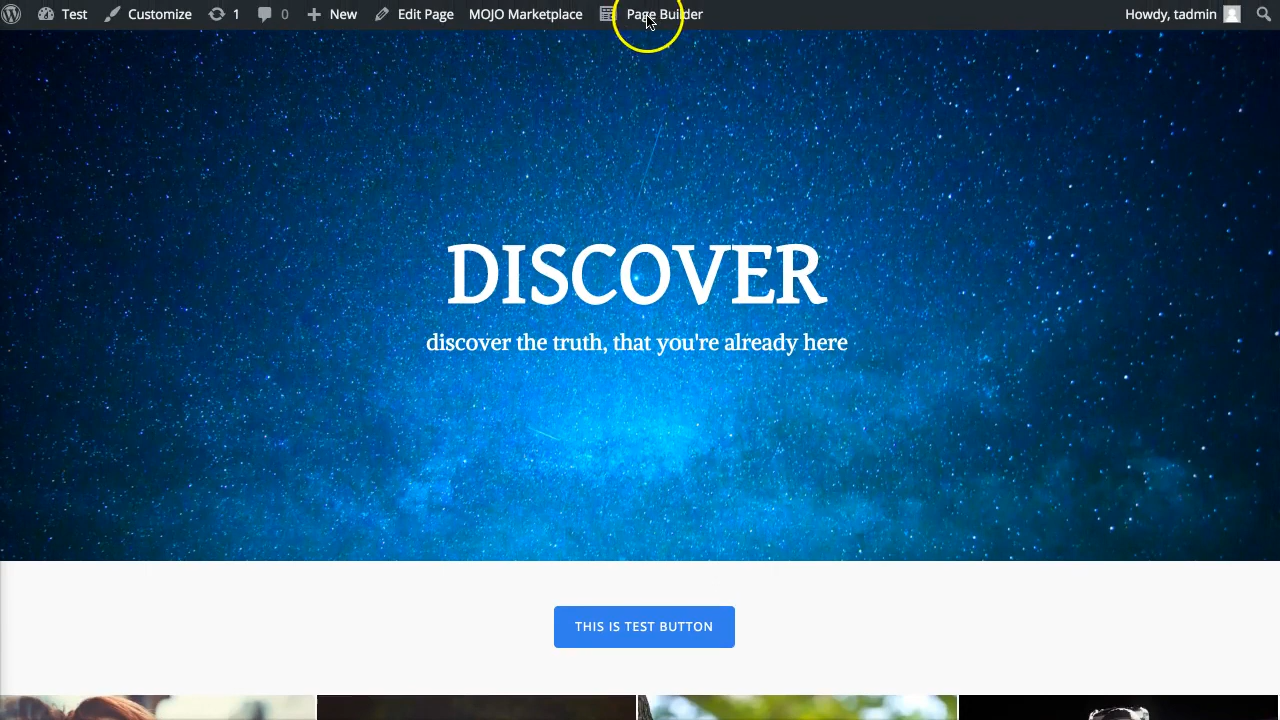 Test Customize 1 0 New Edit Page MOJO Marketplace Page Builder Howdy, tadmin
DISCOVER
discover the truth, that you're already here
THIS IS TEST BUTTON